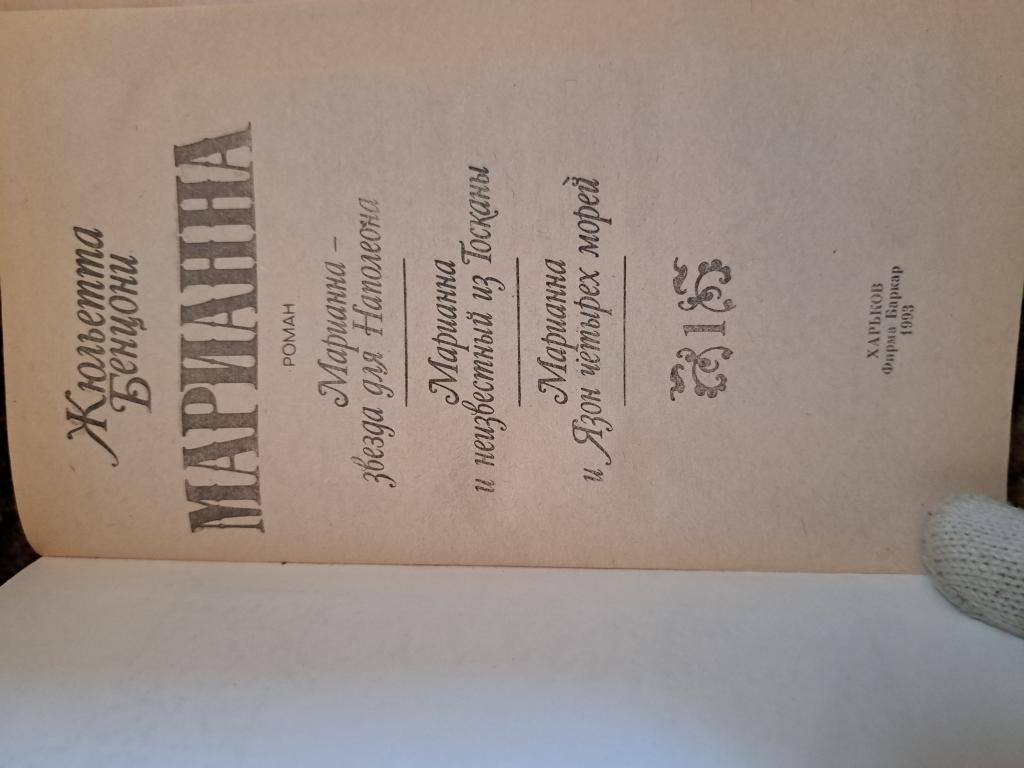 Жюльетта
Бенцони
МАРИАННА
РОМАН
Марианна –
звезда для Наполеона
Марианна
и неизвестный из Тосканы
Марианна
и Язон четырех морей
1
ХАРЬКОВ
Фирма Баркар
1993